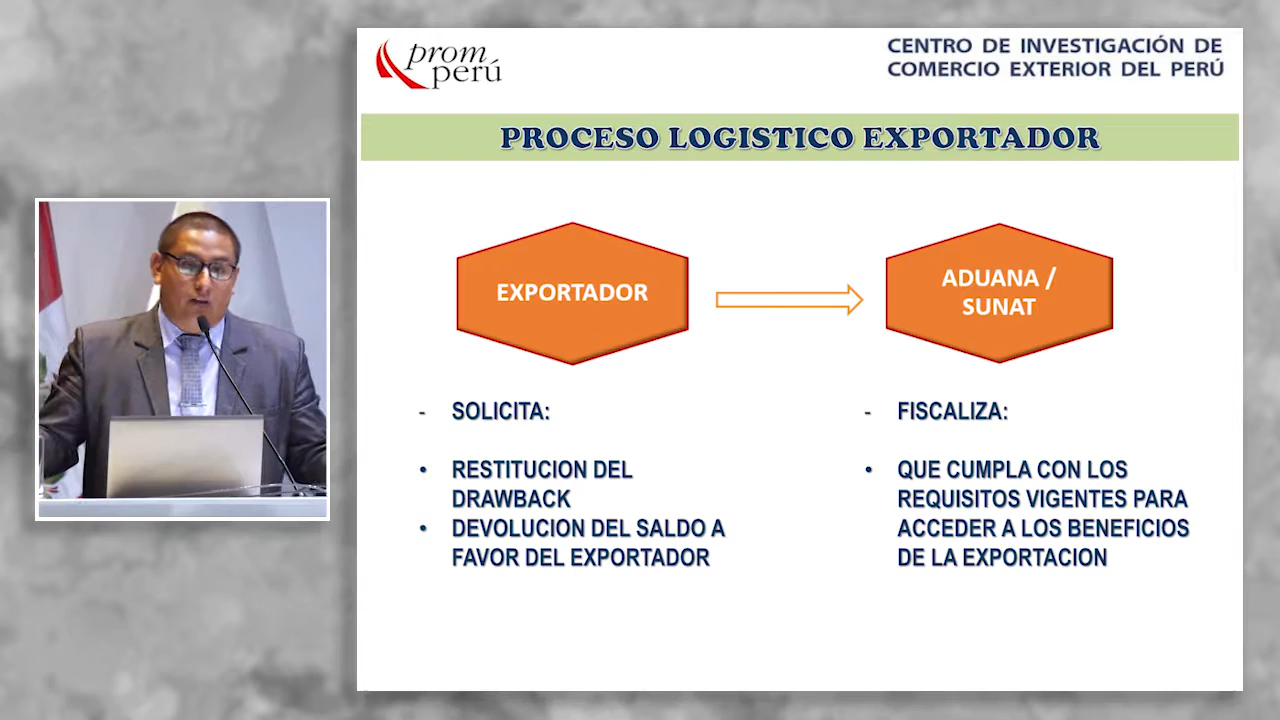 prom
perú
CENTRO DE INVESTIGACIÓN DE
COMERCIO EXTERIOR DEL PERÚ
PROCESO LOGISTICO EXPORTADOR
EXPORTADOR
ADUANA /
SUNAT
- SOLICITA:
• RESTITUCION DEL
DRAWBACK
• DEVOLUCION DEL SALDO A
FAVOR DEL EXPORTADOR
- FISCALIZA:
• QUE CUMPLA CON LOS
REQUISITOS VIGENTES PARA
ACCEDER A LOS BENEFICIOS
DE LA EXPORTACION